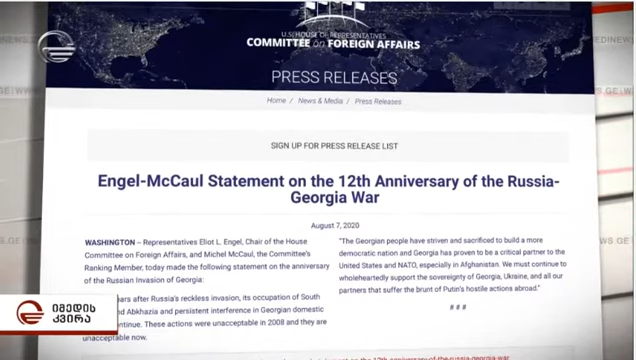 U.S. HOUSE OF REPRESENTATIVES
COMMITTEE on FOREIGN AFFAIRS
PRESS RELEASES
Home / News & Media / Press Releases
SIGN UP FOR PRESS RELEASE LIST
Engel-McCaul Statement on the 12th Anniversary of the Russia-
Georgia War
August 7, 2020
WASHINGTON – Representatives Eliot L. Engel, Chair of the House
Committee on Foreign Affairs, and Michel McCaul, the Committee's
Ranking Member, today made the following statement on the anniversary
of the Russian Invasion of Georgia:
ears after Russia's reckless invasion, its occupation of South
d Abkhazia and persistent interference in Georgian domestic
ontinue. These actions were unacceptable in 2008 and they are
unacceptable now.
"The Georgian people have striven and sacrificed to build a more
democratic nation and Georgia has proven to be a critical partner to the
United States and NATO, especially in Afghanistan. We must continue to
wholeheartedly support the sovereignty of Georgia, Ukraine, and all our
partners that suffer the brunt of Putin's hostile actions abroad."
# # #
იმედის
კვირა